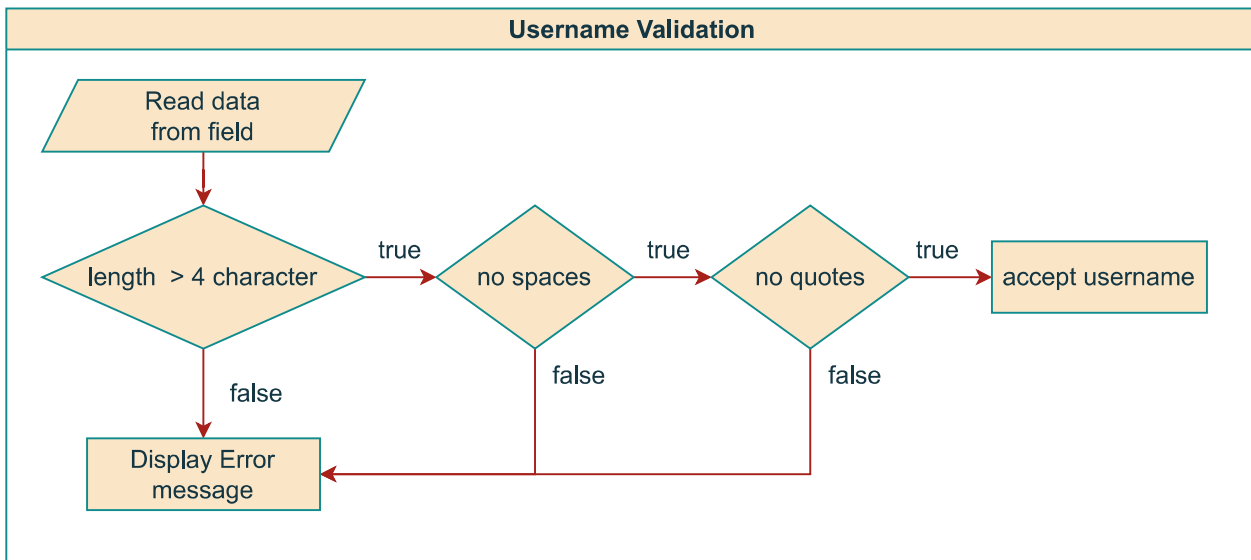 Username Validation
Read data
from field
length  > 4 character
true
no spaces
true
no quotes
true
accept username
false
false
false
Display Error
message